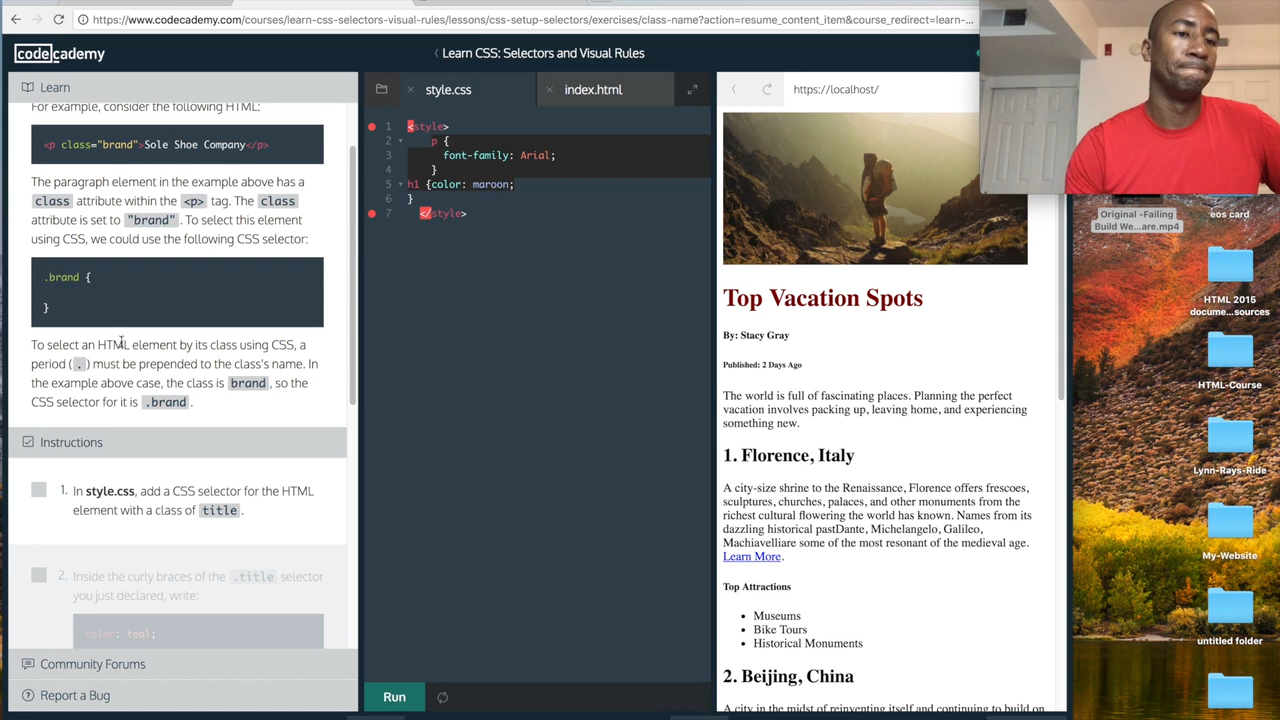 https://www.codecademy.com/courses/learn-css-selectors-visual-rules/lessons/css-setup-selectors/exercises/class-name?action=resume_content_item&course_redirect=learn-...
codecademy
Learn CSS: Selectors and Visual Rules
Learn
For example, consider the following HTML:
<p class="brand">Sole Shoe Company</p>
The paragraph element in the example above has a
class attribute within the <p> tag. The class
attribute is set to "brand". To select this element
using CSS, we could use the following CSS selector:
.brand {
}
To select an HTML element by its class using CSS, a
period (.) must be prepended to the class's name. In
the example above case, the class is brand, so the
CSS selector for it is .brand.
Instructions
1. In style.css, add a CSS selector for the HTML
element with a class of title.
2. Inside the curly braces of the .title selector
you just declared, write:
color: teal;
Community Forums
Report a Bug
style.css
index.html
1 <style>
2 p {
3 font-family: Arial;
4 }
5 h1 {color: maroon;
6 }
7 </style>
Run
https://localhost/
Top Vacation Spots
By: Stacy Gray
Published: 2 Days Ago
The world is full of fascinating places. Planning the perfect
vacation involves packing up, leaving home, and experiencing
something new.
1. Florence, Italy
A city-size shrine to the Renaissance, Florence offers frescoes,
sculptures, churches, palaces, and other monuments from the
richest cultural flowering the world has known. Names from its
dazzling historical pastDante, Michelangelo, Galileo,
Machiavelliare some of the most resonant of the medieval age.
Learn More.
Top Attractions
• Museums
• Bike Tours
• Historical Monuments
2. Beijing, China
A city in the midst of reinventing itself and continuing to build on
Original -Failing
Build We...are.mp4
eos card
HTML 2015
docume...sources
HTML-Course
Lynn-Rays-Ride
My-Website
untitled folder